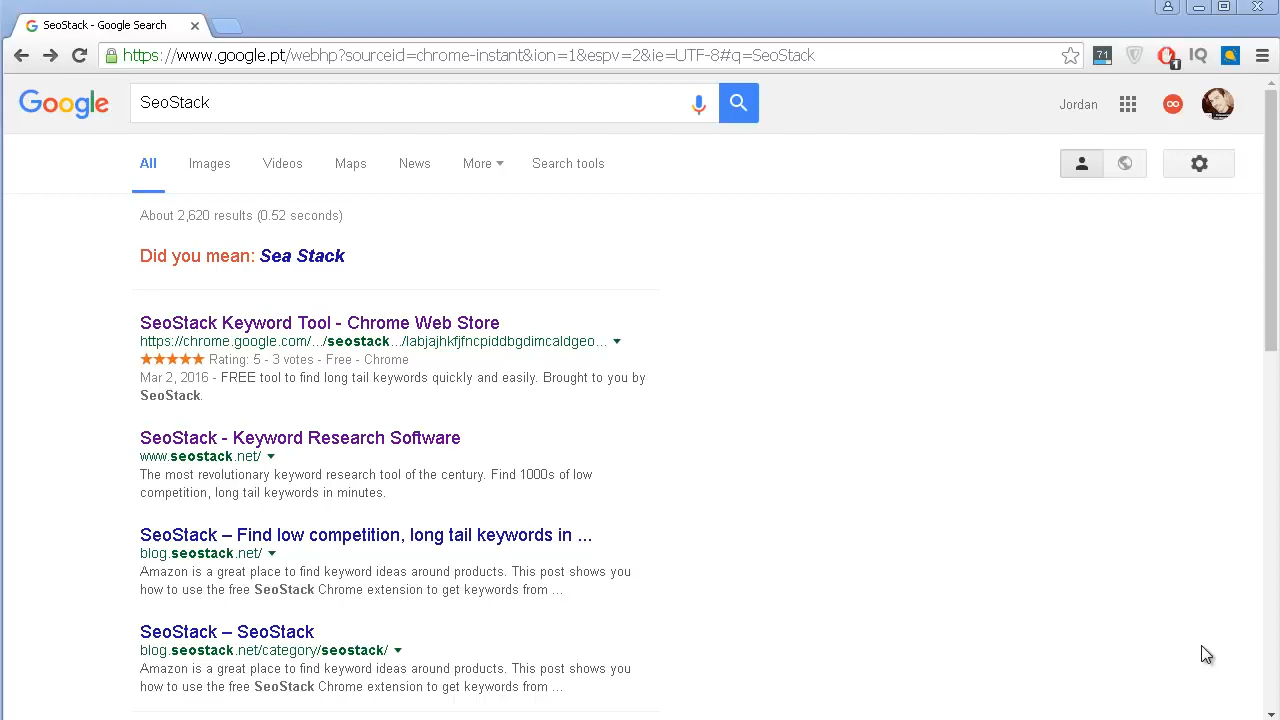 SeoStack - Google Search
https://www.google.pt/webhp?sourceid=chrome-instant&ion=1&espv=2&ie=UTF-8#q=SeoStack
71
1
IQ
Google
SeoStack
Jordan
All
Images
Videos
Maps
News
More
Search tools
About 2,620 results (0.52 seconds)
Did you mean: Sea Stack
SeoStack Keyword Tool - Chrome Web Store
https://chrome.google.com/.../seostack.../labjajhkfjfncpiddbgdimcaldgeo...
Rating: 5 - 3 votes - Free - Chrome
Mar 2, 2016 - FREE tool to find long tail keywords quickly and easily. Brought to you by
SeoStack.
SeoStack - Keyword Research Software
www.seostack.net/
The most revolutionary keyword research tool of the century. Find 1000s of low
competition, long tail keywords in minutes.
SeoStack – Find low competition, long tail keywords in ...
blog.seostack.net/
Amazon is a great place to find keyword ideas around products. This post shows you
how to use the free SeoStack Chrome extension to get keywords from ...
SeoStack – SeoStack
blog.seostack.net/category/seostack/
Amazon is a great place to find keyword ideas around products. This post shows you
how to use the free SeoStack Chrome extension to get keywords from ...